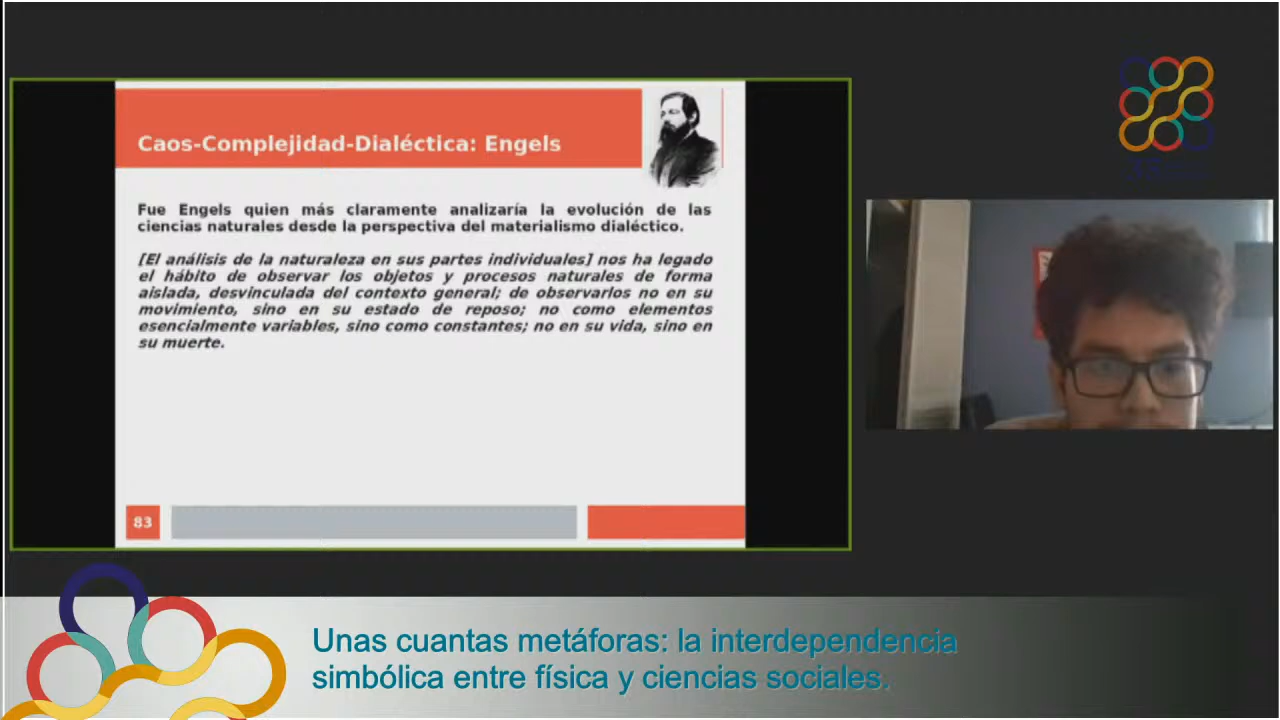 Caos-Complejidad-Dialéctica: Engels
Fue Engels quien más claramente analizaría la evolución de las
ciencias naturales desde la perspectiva del materialismo dialéctico.
[El análisis de la naturaleza en sus partes individuales] nos ha legado
el hábito de observar los objetos y procesos naturales de forma
aislada, desvinculada del contexto general; de observarlos no en su
movimiento, sino en su estado de reposo; no como elementos
esencialmente variables, sino como constantes; no en su vida, sino en
su muerte.
83
Unas cuantas metáforas: la interdependencia
simbólica entre física y ciencias sociales.